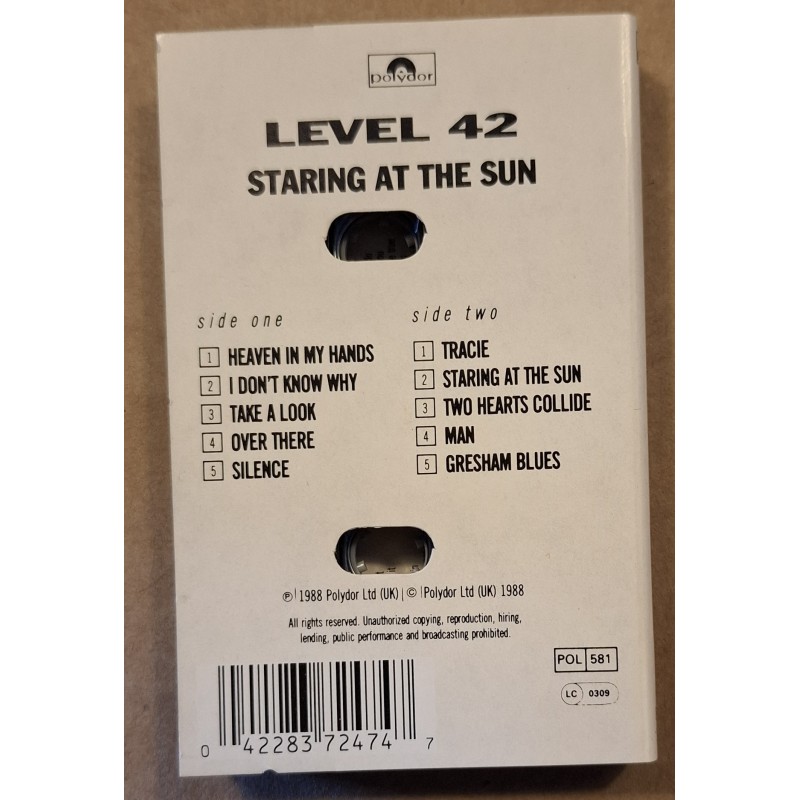 polydor
LEVEL 42
STARING AT THE SUN
side one
1 HEAVEN IN MY HANDS
2 I DON'T KNOW WHY
3 TAKE A LOOK
4 OVER THERE
5 SILENCE
side two
1 TRACIE
2 STARING AT THE SUN
3 TWO HEARTS COLLIDE
4 MAN
5 GRESHAM BLUES
℗ 1988 Polydor Ltd (UK) | © Polydor Ltd (UK) 1988
All rights reserved. Unauthorized copying, reproduction, hiring,
lending, public performance and broadcasting prohibited.
POL 581
LC 0309
0 42283 72474 7